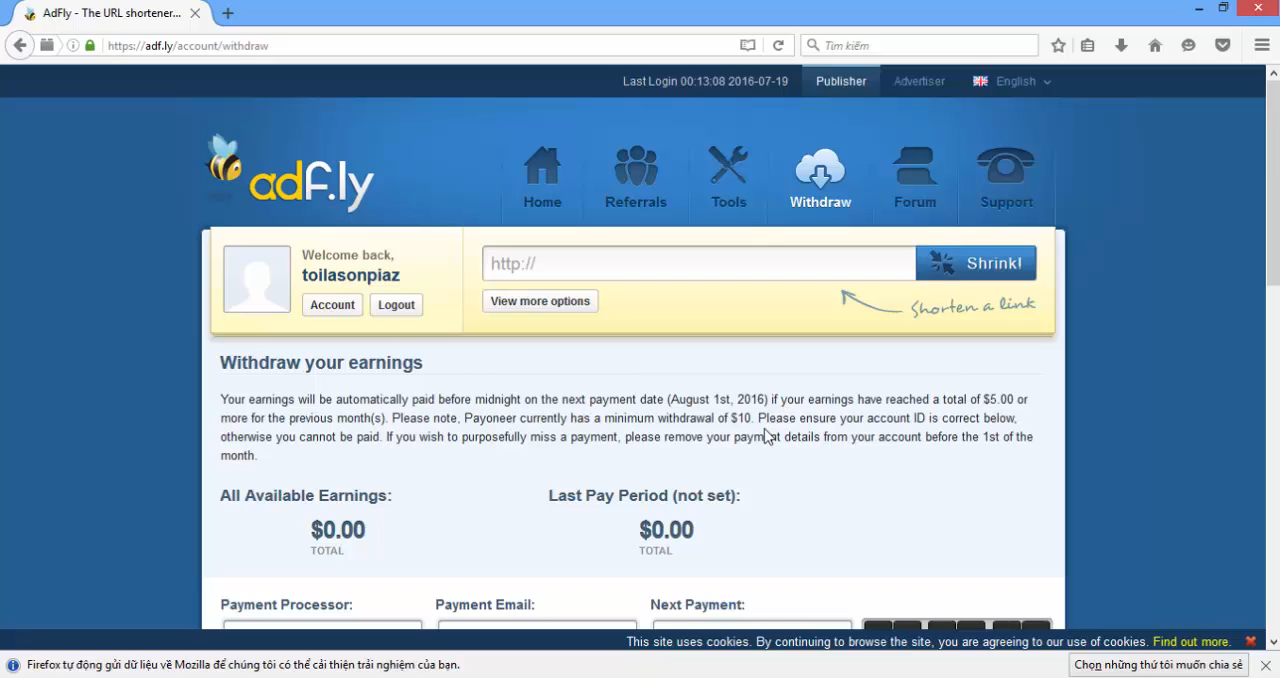 AdFly - The URL shortener...
https://adf.ly/account/withdraw
Tìm kiếm
Last Login 00:13:08 2016-07-19
Publisher
Advertiser
English
adf.ly
Home
Referrals
Tools
Withdraw
Forum
Support
Welcome back,
toilasonpiaz
Account
Logout
http://
Shrink!
View more options
Shorten a link
Withdraw your earnings
Your earnings will be automatically paid before midnight on the next payment date (August 1st, 2016) if your earnings have reached a total of $5.00 or
more for the previous month(s). Please note, Payoneer currently has a minimum withdrawal of $10. Please ensure your account ID is correct below,
otherwise you cannot be paid. If you wish to purposefully miss a payment, please remove your payment details from your account before the 1st of the
month.
All Available Earnings:
Last Pay Period (not set):
$0.00
$0.00
TOTAL
TOTAL
Payment Processor:
Payment Email:
Next Payment:
This site uses cookies. By continuing to browse the site, you are agreeing to our use of cookies. Find out more.
Firefox tự động gửi dữ liệu về Mozilla để chúng tôi có thể cải thiện trải nghiệm của bạn.
Chọn những thứ tôi muốn chia sẻ